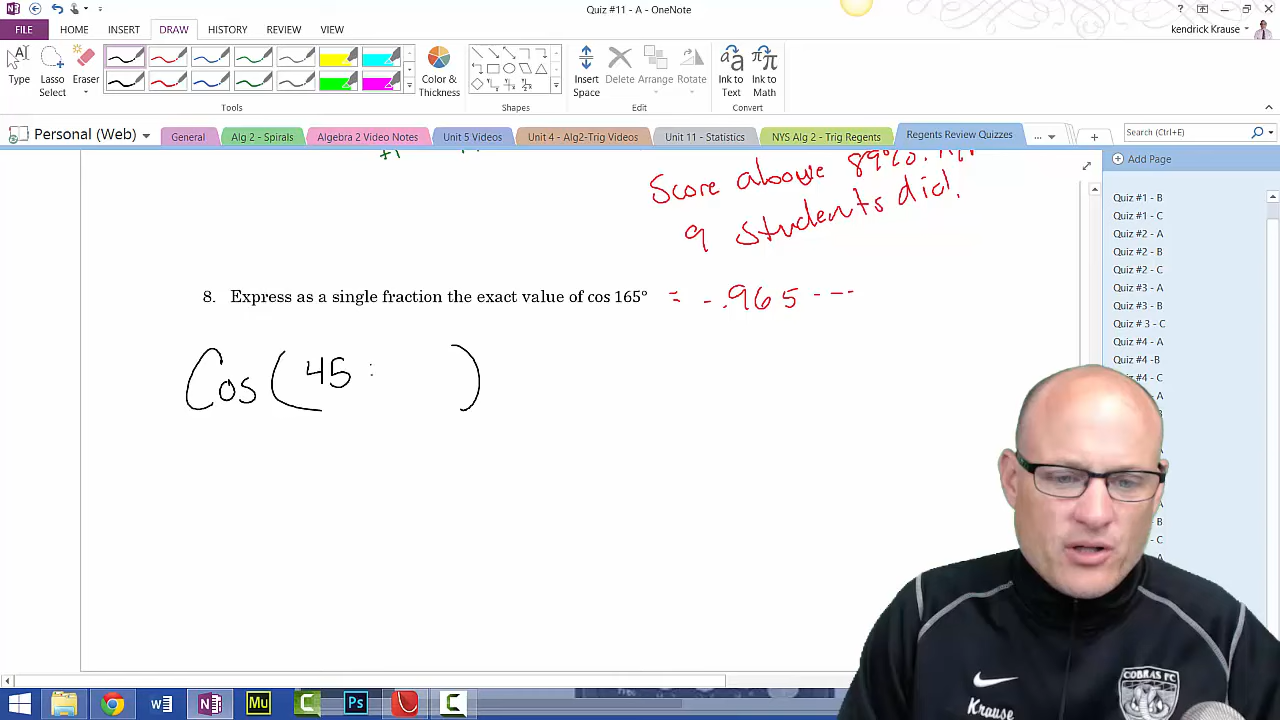 Quiz #11 - A - OneNote
?
FILE
HOME
INSERT
DRAW
HISTORY
REVIEW
VIEW
kendrick Krause
Type
Lasso Select
Eraser
Color & Thickness
Insert Space
Delete
Arrange
Rotate
Ink to Text
Ink to Math
Tools
Shapes
Edit
Convert
Personal (Web)
General
Alg 2 - Spirals
Algebra 2 Video Notes
Unit 5 Videos
Unit 4 - Alg2-Trig Videos
Unit 11 - Statistics
NYS Alg 2 - Trig Regents
Regents Review Quizzes
...
Search (Ctrl+E)
Add Page
Score above 89%.
9 students did.
8. Express as a single fraction the exact value of cos 165° = -.965 ---
Cos( 45 )
Quiz #1 - B
Quiz #1 - C
Quiz #2 - A
Quiz #2 - B
Quiz #2 - C
Quiz #3 - A
Quiz #3 - B
Quiz # 3 - C
Quiz #4 - A
Quiz #4 -B
Quiz #4 - C
COBRAS FC
Krause
W
N
Mu
C
Ps
C